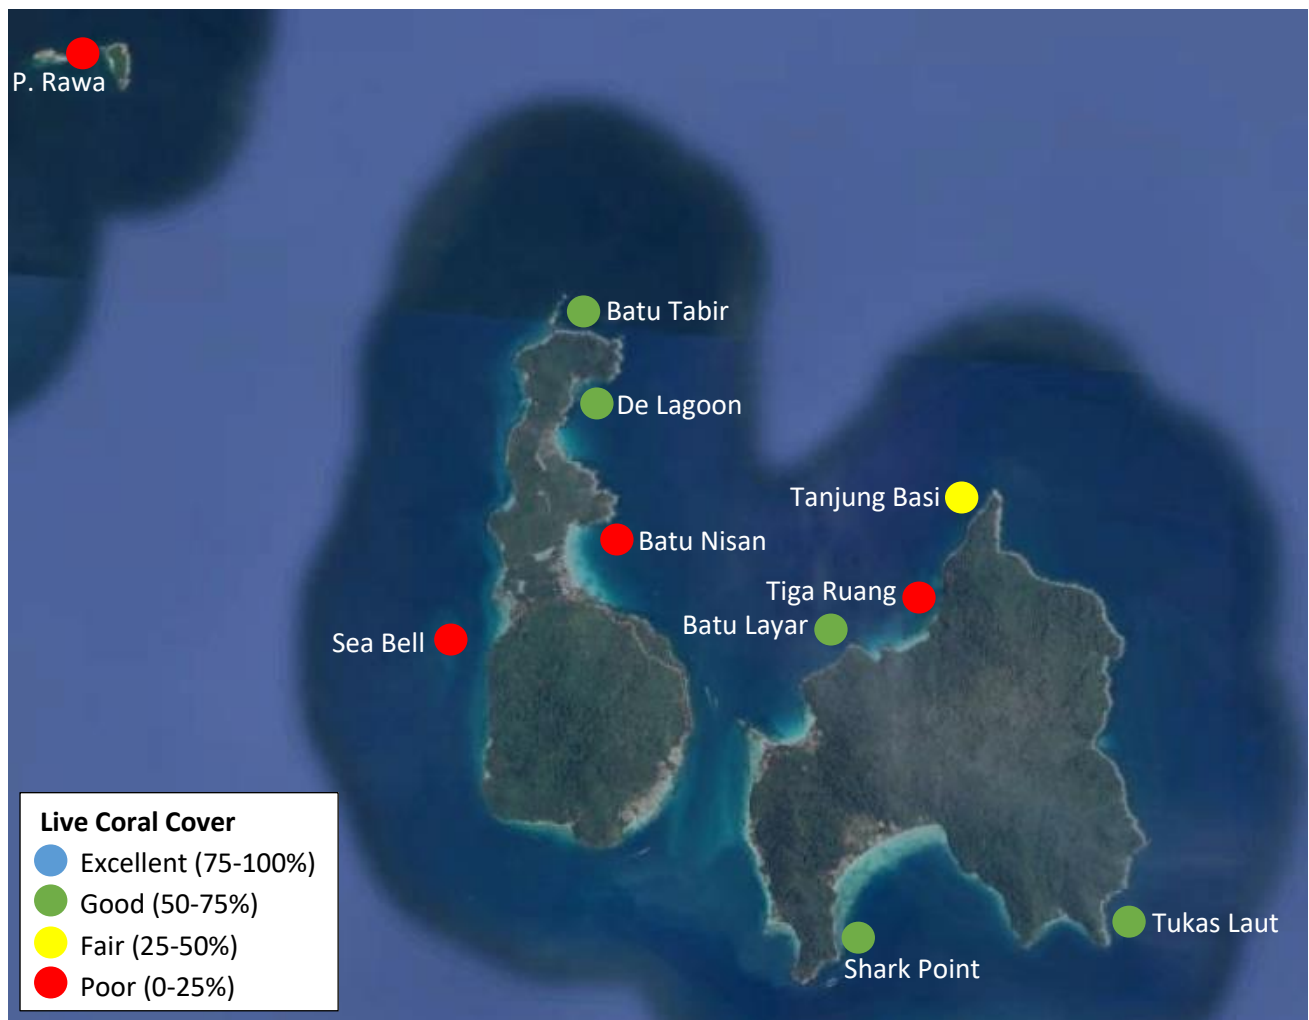 P. Rawa
Batu Tabir
De Lagoon
Tanjung Basi
Batu Nisan
Tiga Ruang
Batu Layar
Sea Bell
Live Coral Cover
Excellent (75-100%)
Good (50-75%)
Fair (25-50%)
Poor (0-25%)
Tukas Laut
Shark Point